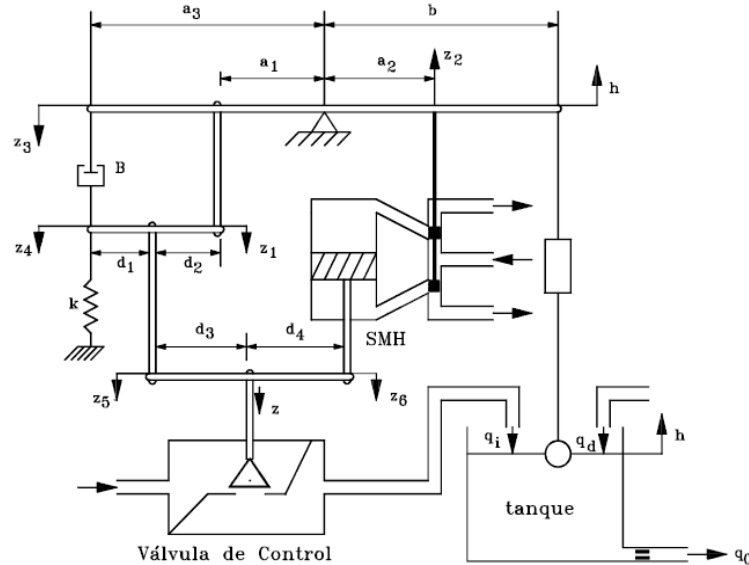 a3
b
a1
a2
z2
h
z3
B
z4
z1
d1
d2
k
d3
d4
SMH
z5
z
z6
qi
qd
h
tanque
Válvula de Control
q0